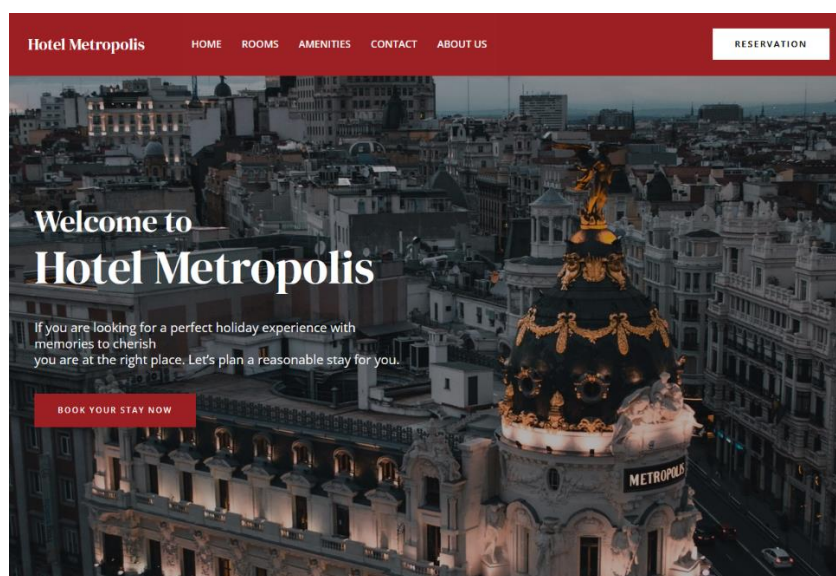 Hotel Metropolis
HOME ROOMS AMENITIES CONTACT ABOUT US
RESERVATION
Welcome to
Hotel Metropolis
If you are looking for a perfect holiday experience with
memories to cherish
you are at the right place. Let’s plan a reasonable stay for you.
BOOK YOUR STAY NOW
METROPOLIS